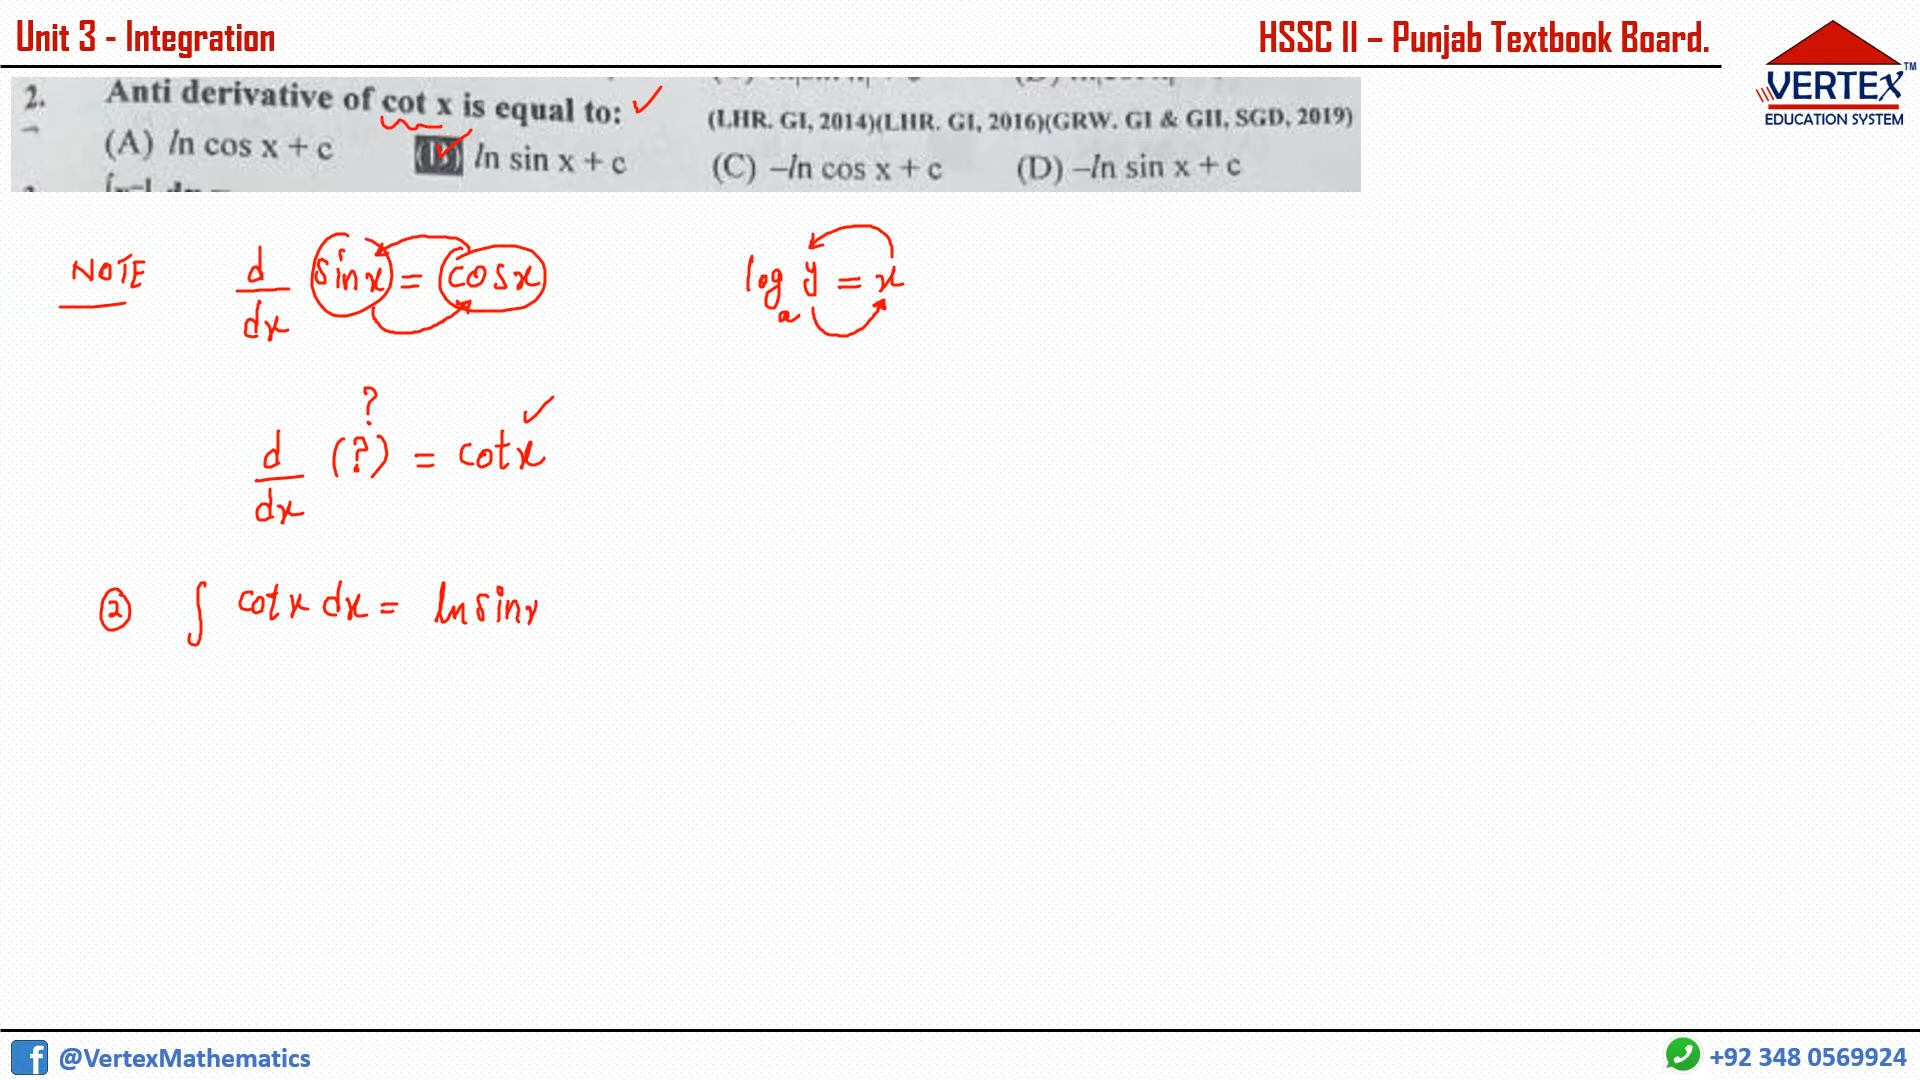 Unit 3 - Integration
HSSC II – Punjab Textbook Board.
VERTEX™
EDUCATION SYSTEM
2. Anti derivative of cot x is equal to: ✓
(LHR. GI, 2014)(LHR. GI, 2016)(GRW. GI & GII, SGD, 2019)
(A) ln cos x + c (B) ln sin x + c (C) –ln cos x + c (D) –ln sin x + c
NOTE d/dx sin x = cos x log_a y = x
?
d/dx (?) = cot x ✓
② ∫ cot x dx = ln sin x
@VertexMathematics
+92 348 0569924